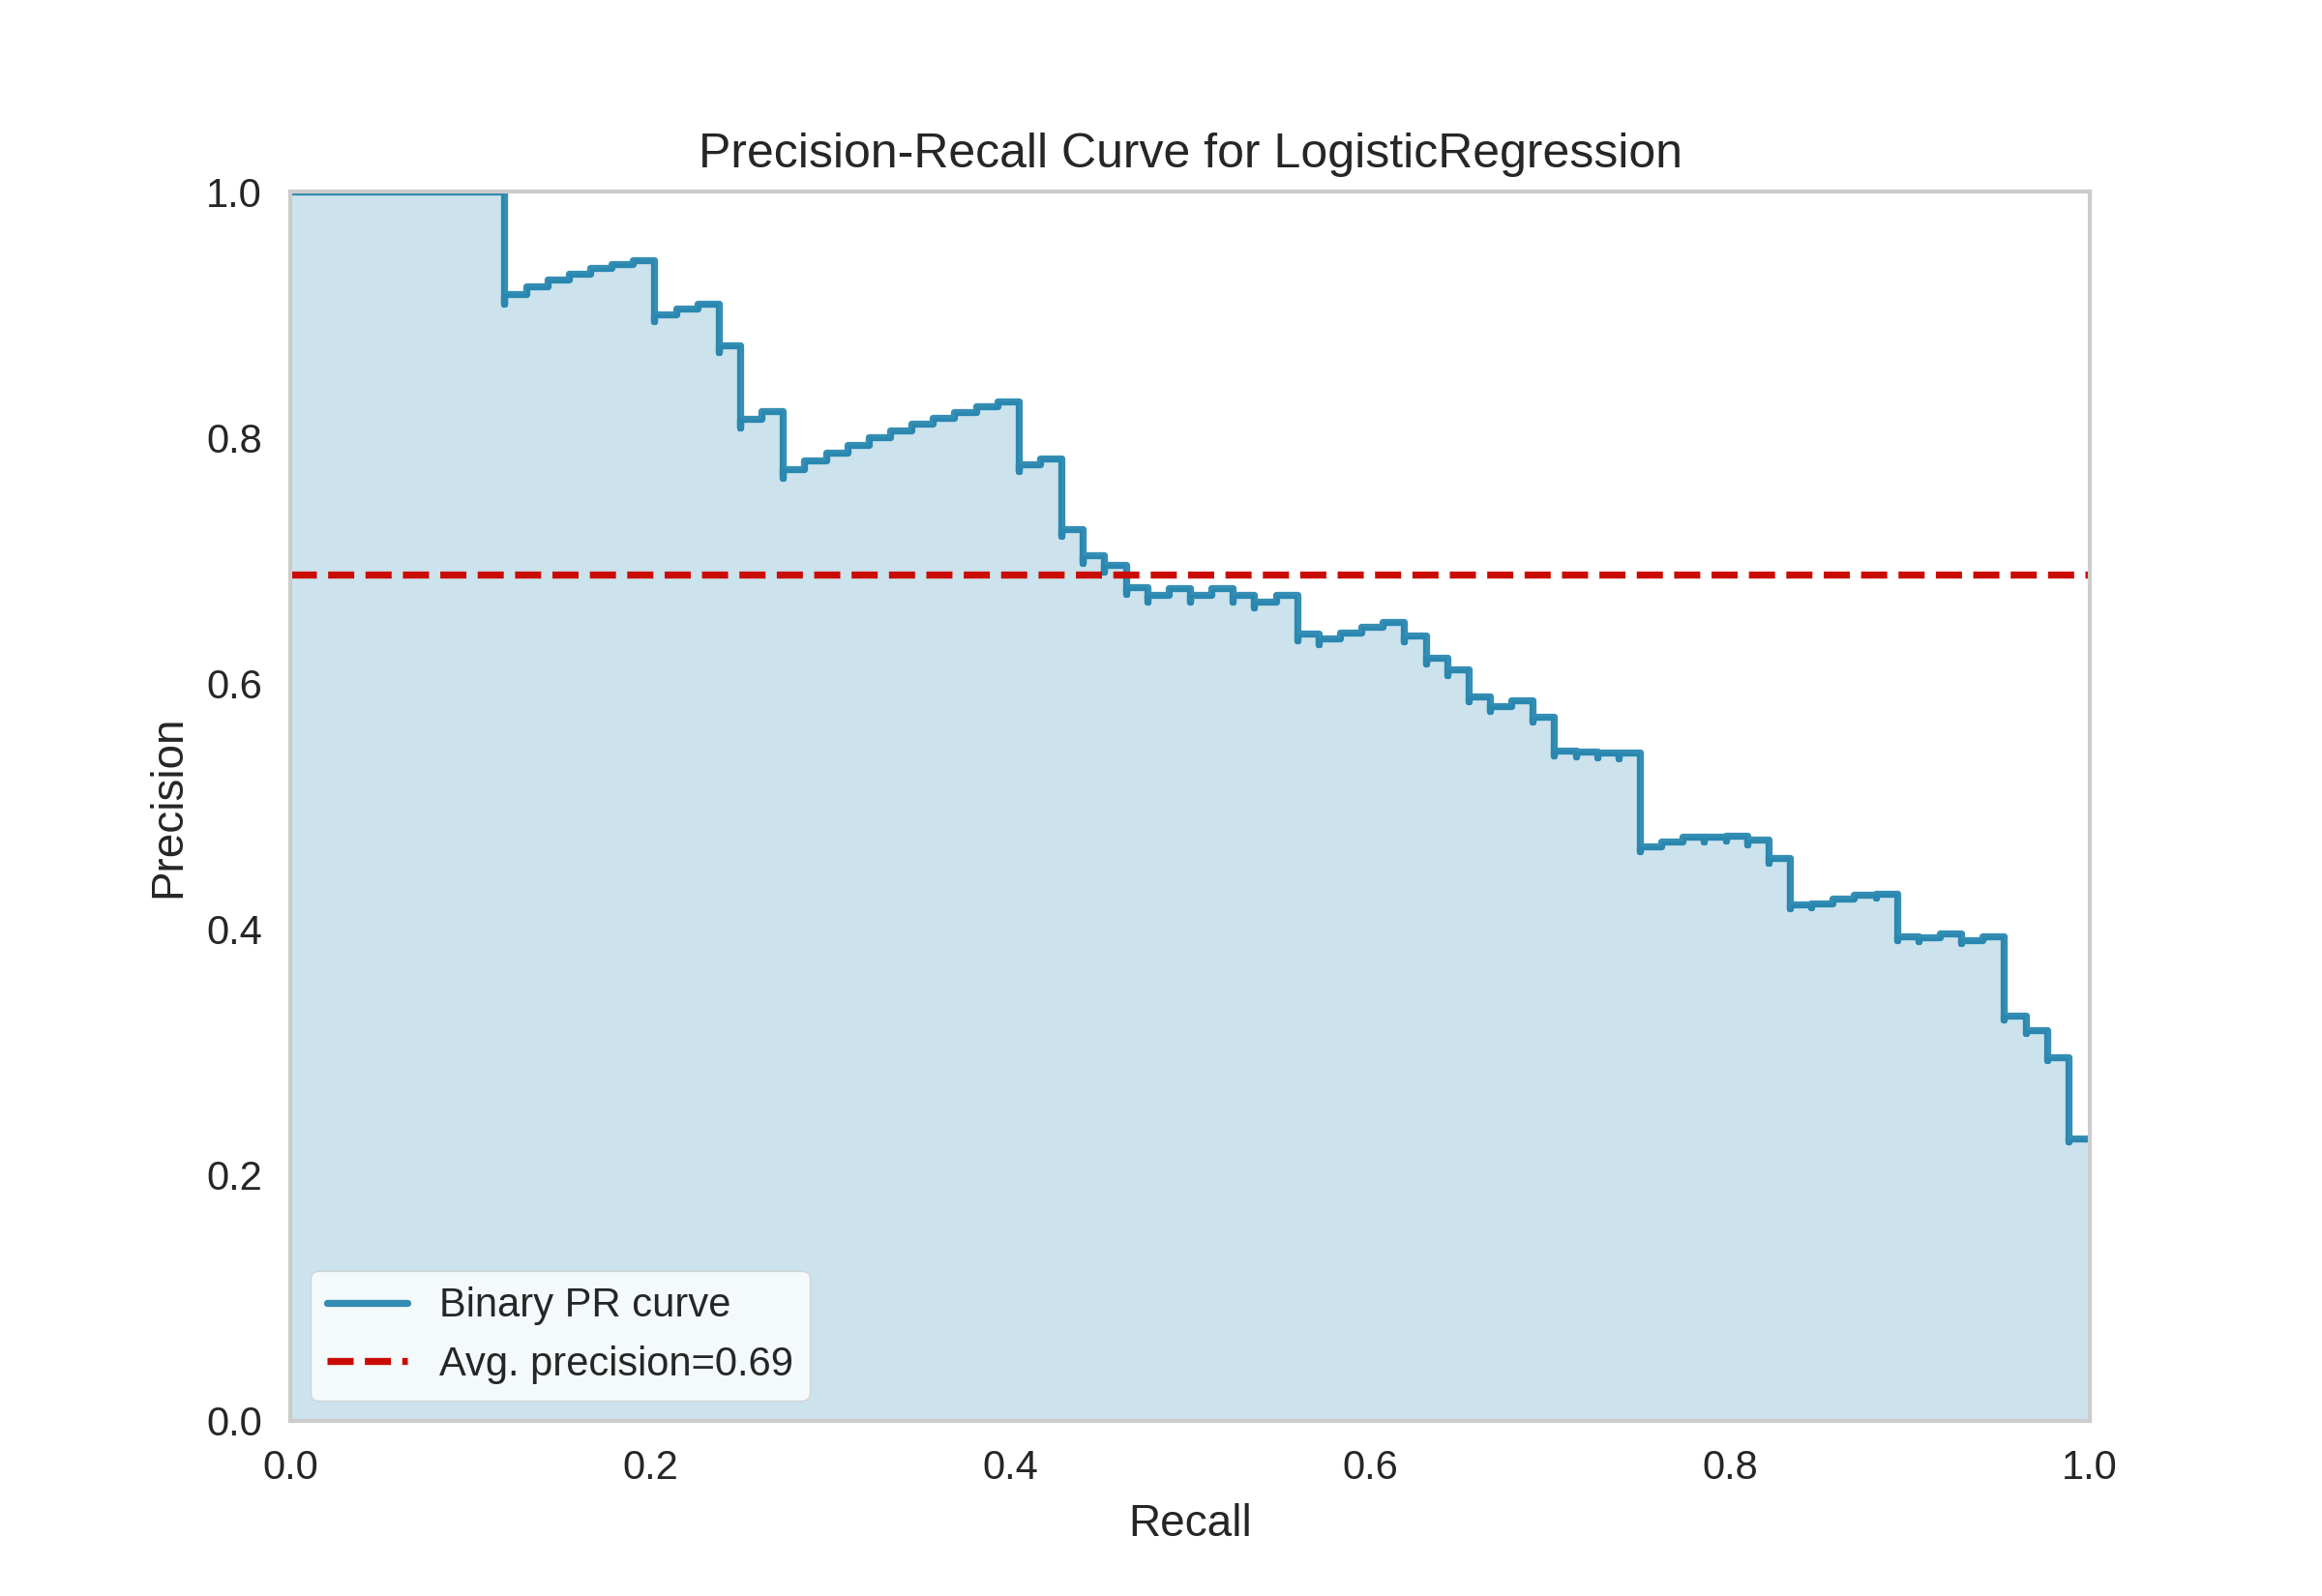 Precision-Recall Curve for LogisticRegression
1.0
0.8
0.6
0.4
0.2
0.0
Precision
Binary PR curve
Avg. precision=0.69
0.0 0.2 0.4 0.6 0.8 1.0
Recall